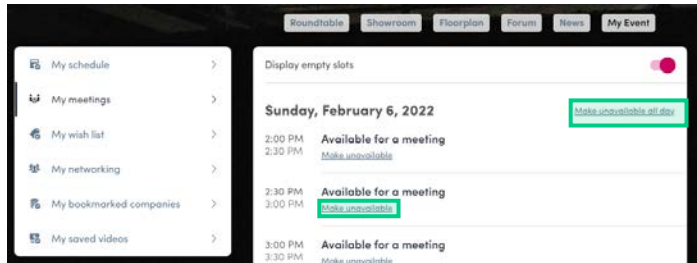 Roundtable Showroom Floorplan Forum News My Event
My schedule
My meetings
My wish list
My networking
My bookmarked companies
My saved videos
Display empty slots
Sunday, February 6, 2022 Make unavailable all day
2:00 PM Available for a meeting
2:30 PM Make unavailable
2:30 PM Available for a meeting
3:00 PM Make unavailable
3:00 PM Available for a meeting
3:30 PM Make unavailable